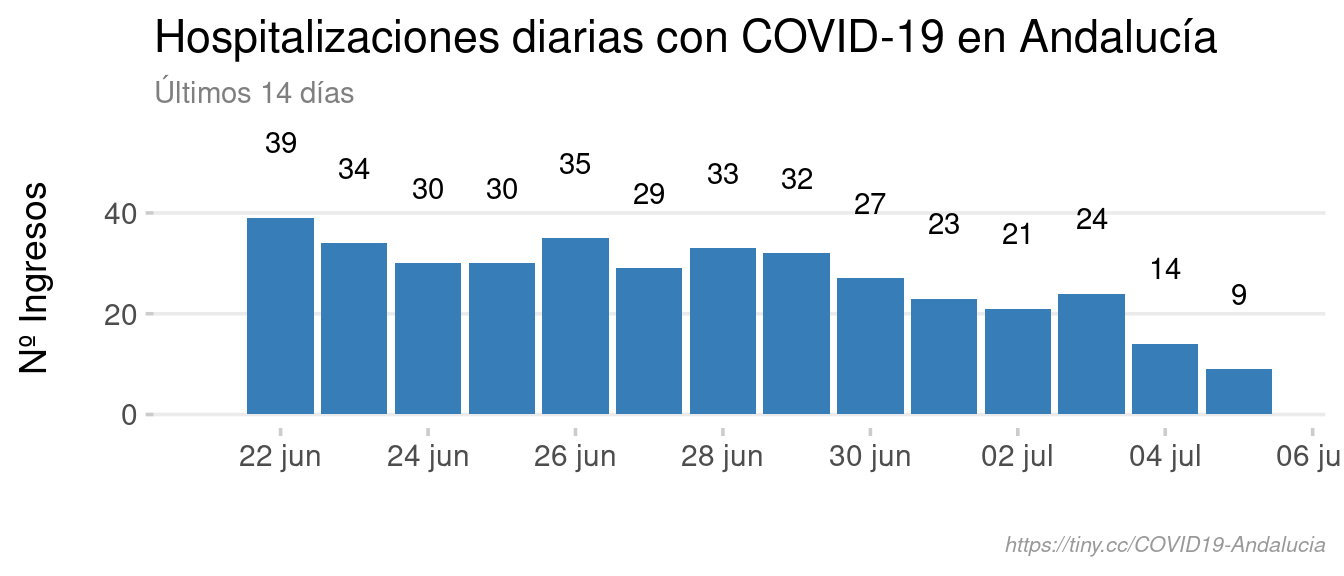 Hospitalizaciones diarias con COVID-19 en Andalucía
Últimos 14 días
Nº Ingresos
39 34 30 30 35 29 33 32 27 23 21 24 14 9
40
20
0
22 jun 24 jun 26 jun 28 jun 30 jun 02 jul 04 jul 06 ju
https://tiny.cc/COVID19-Andalucia